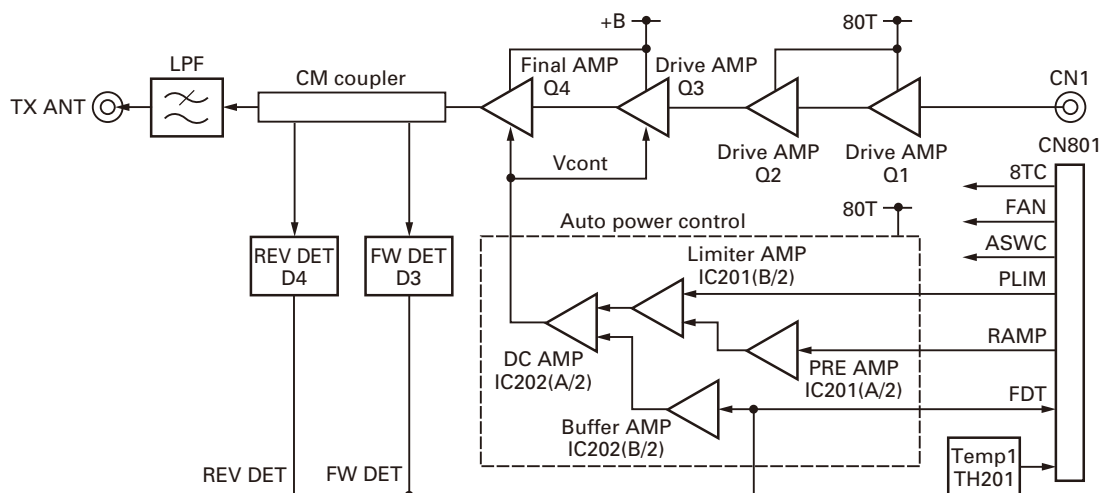 +B
80T
LPF
CM coupler
Final AMP
Q4
Drive AMP
Q3
TX ANT
CN1
Drive AMP
Q2
Drive AMP
Q1
CN801
Vcont
8TC
80T
FAN
Auto power control
ASWC
REV DET
D4
FW DET
D3
Limiter AMP
IC201(B/2)
PLIM
RAMP
DC AMP
IC202(A/2)
PRE AMP
IC201(A/2)
FDT
Buffer AMP
IC202(B/2)
REV DET
FW DET
Temp1
TH201